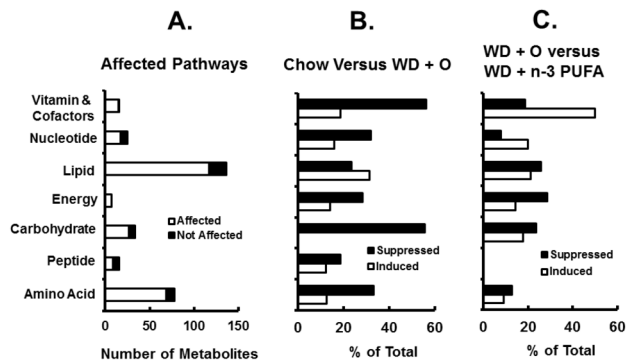 A.
Affected Pathways
Vitamin &
Cofactors
Nucleotide
Lipid
Energy
Carbohydrate
Peptide
Amino Acid
Affected
Not Affected
0
50
100
150
Number of Metabolites
B.
Chow Versus WD + O
Suppressed
Induced
0
20
40
60
% of Total
C.
WD + O versus
WD + n-3 PUFA
Suppressed
Induced
0
20
40
60
% of Total